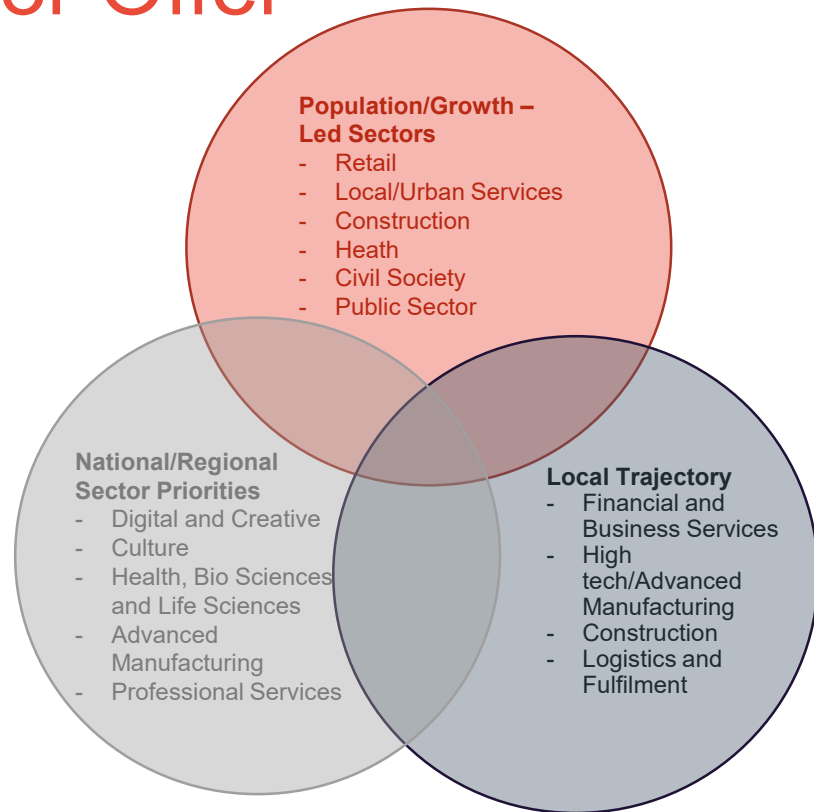 or Offer
Population/Growth –
Led Sectors
- Retail
- Local/Urban Services
- Construction
- Heath
- Civil Society
- Public Sector
National/Regional
Sector Priorities
- Digital and Creative
- Culture
- Health, Bio Sciences
and Life Sciences
- Advanced
Manufacturing
- Professional Services
Local Trajectory
- Financial and
Business Services
- High
tech/Advanced
Manufacturing
- Construction
- Logistics and
Fulfilment